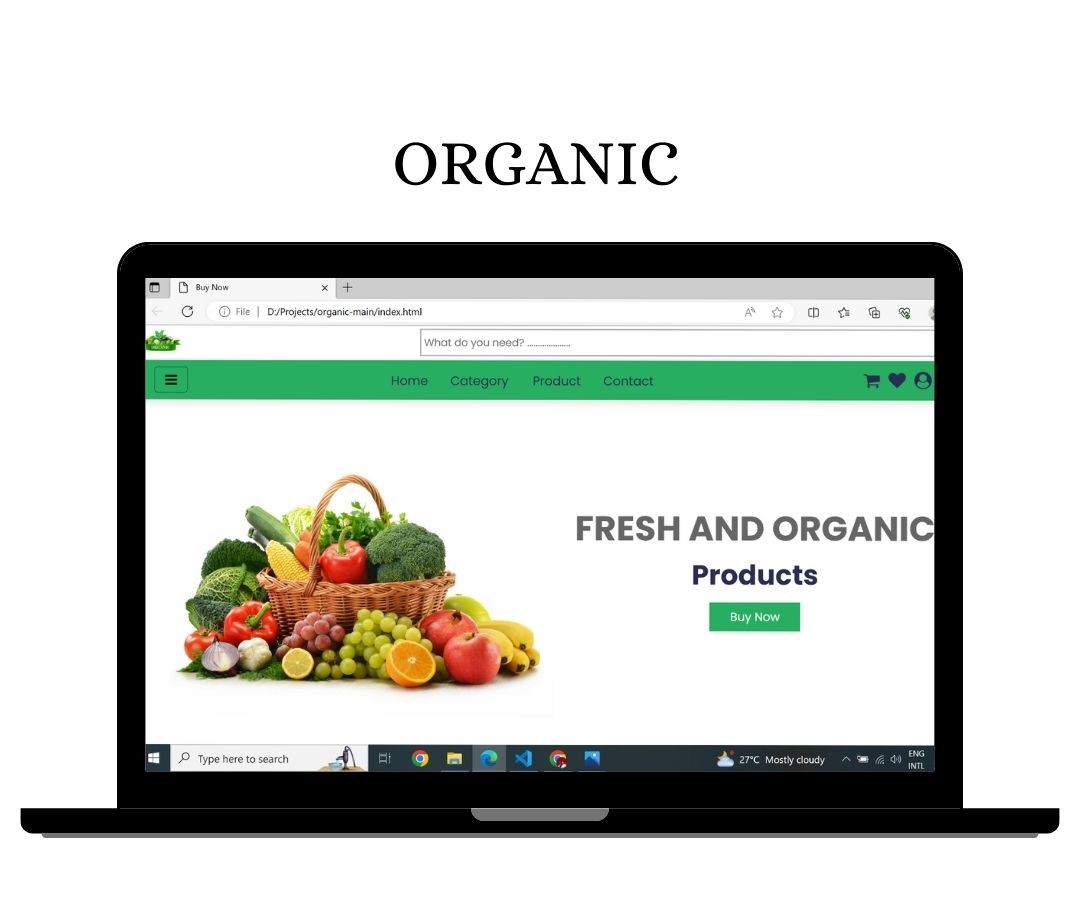 ORGANIC
Buy Now
File | D:/Projects/organic-main/index.html
What do you need? .....................
Home Category Product Contact
FRESH AND ORGANIC
Products
Buy Now
Type here to search
27°C Mostly cloudy
ENG
INTL